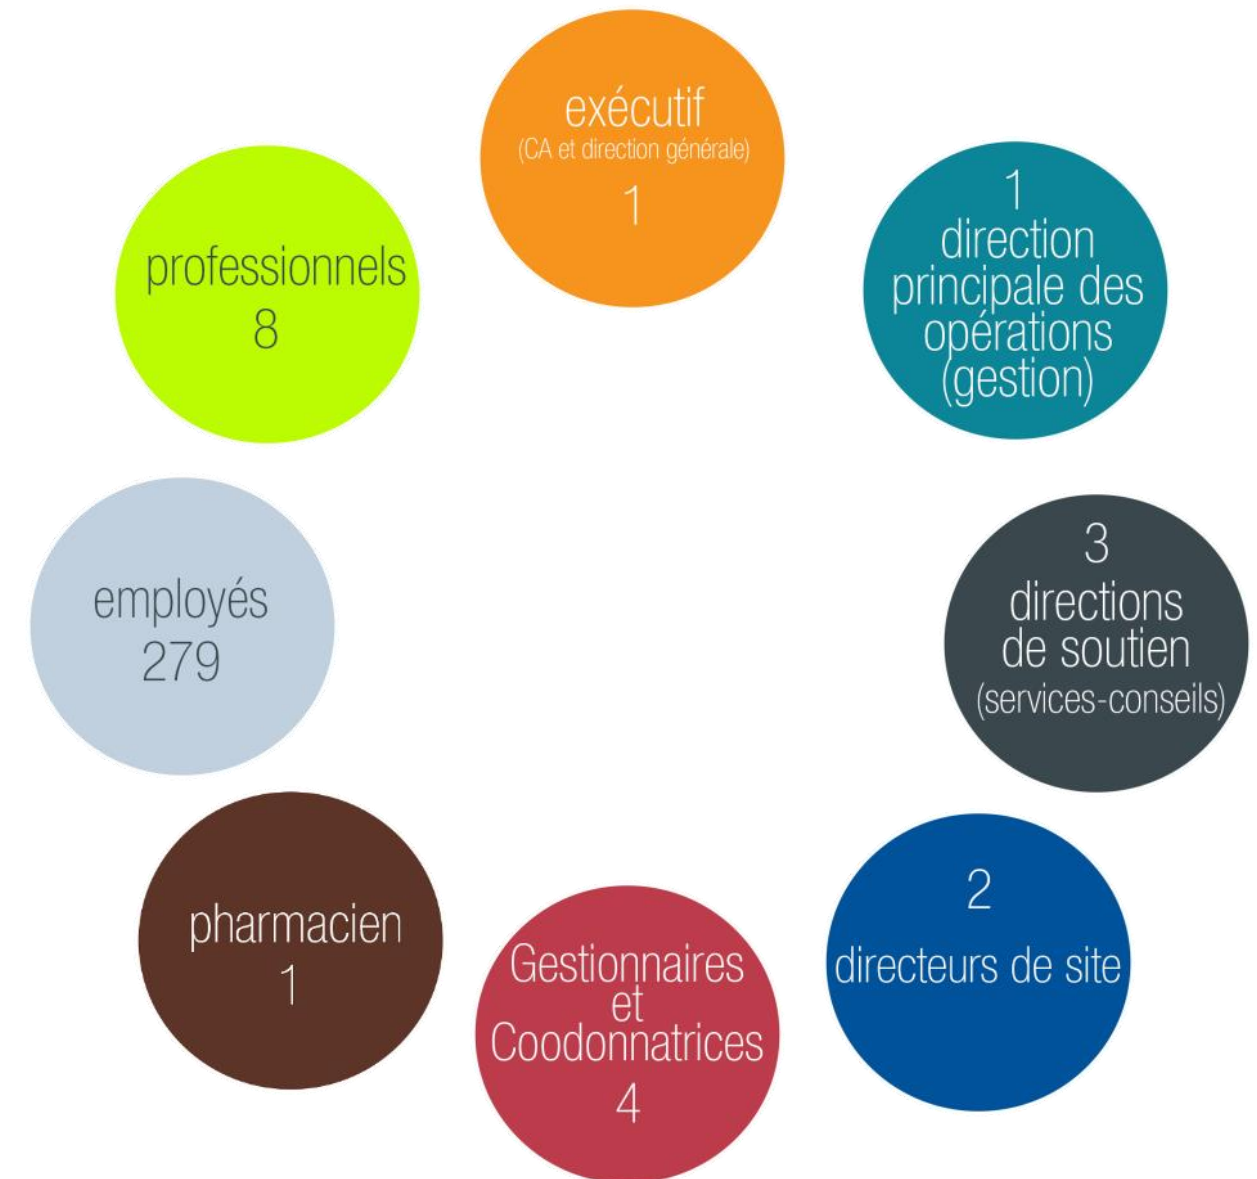 exécutif
(CA et direction générale)
1
1
direction
principale des
opérations
(gestion)
3
directions
de soutien
(services-conseils)
2
directeurs de site
Gestionnaires
et
Coodonnatrices
4
pharmacien
1
employés
279
professionnels
8